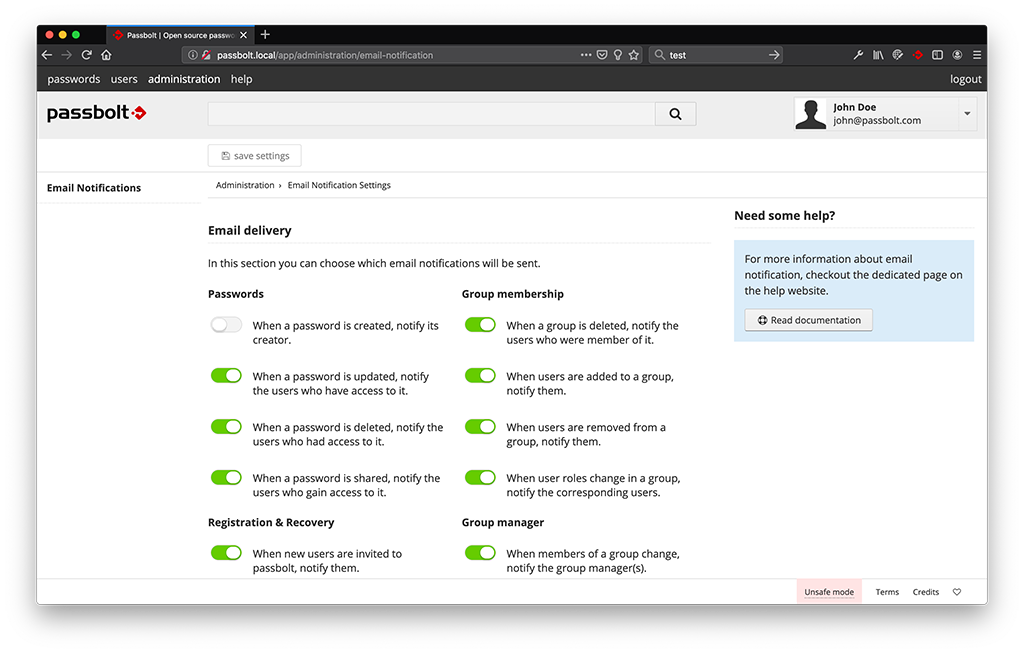 Passbolt | Open source passwo
passbolt.local/app/administration/email-notification
test
passwords users administration help
logout
passbolt
John Doe
john@passbolt.com
save settings
Email Notifications
Administration › Email Notification Settings
Email delivery
In this section you can choose which email notifications will be sent.
Passwords
When a password is created, notify its
creator.
When a password is updated, notify
the users who have access to it.
When a password is deleted, notify the
users who had access to it.
When a password is shared, notify the
users who gain access to it.
Registration & Recovery
When new users are invited to
passbolt, notify them.
Group membership
When a group is deleted, notify the
users who were member of it.
When users are added to a group,
notify them.
When users are removed from a
group, notify them.
When user roles change in a group,
notify the corresponding users.
Group manager
When members of a group change,
notify the group manager(s).
Need some help?
For more information about email
notification, checkout the dedicated page on
the help website.
Read documentation
Unsafe mode Terms Credits